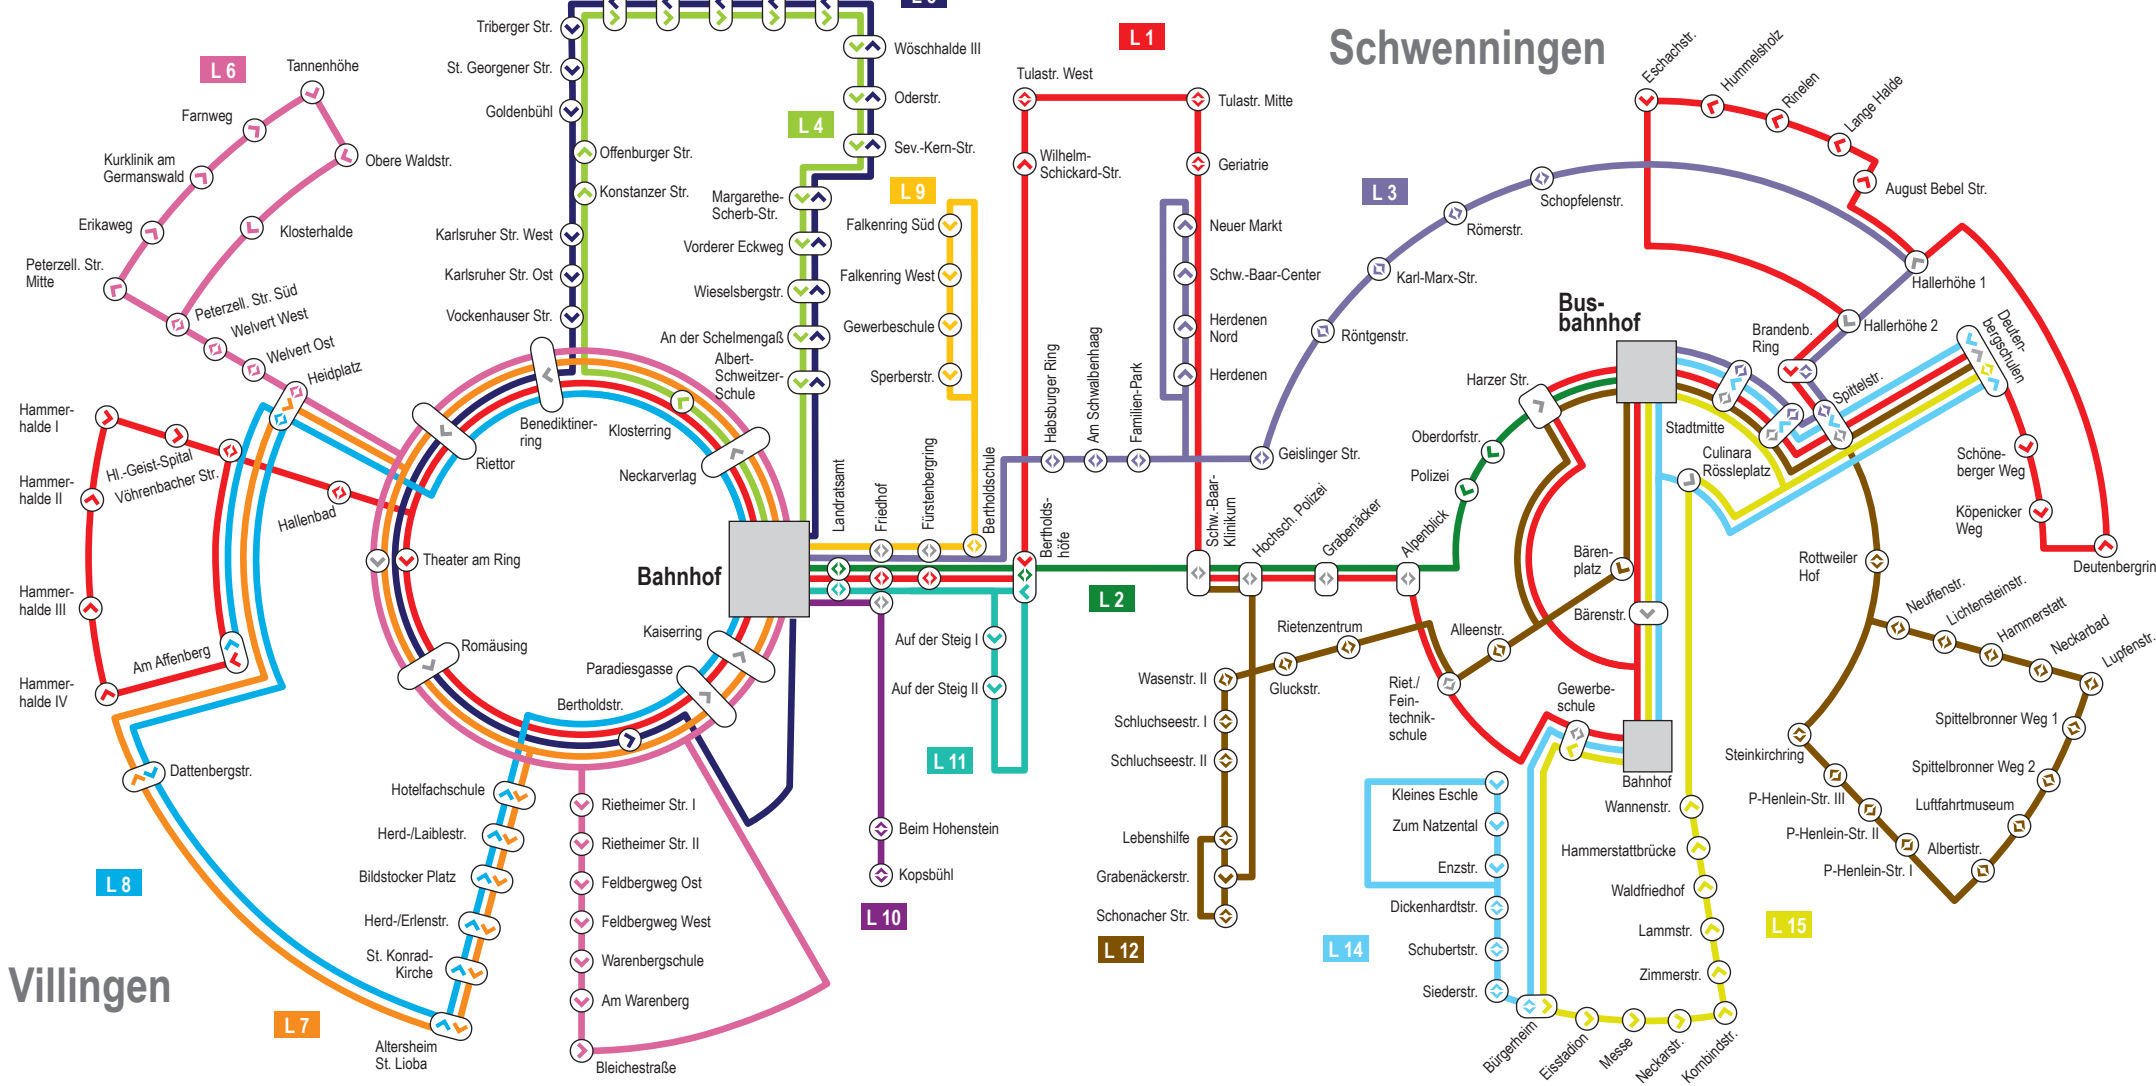 Villingen
Schwenningen
L 1
L 2
L 3
L 4
L 6
L 7
L 8
L 9
L 10
L 11
L 12
L 14
L 15
Tannenhöhe
Farnweg
Kurklinik am
Germanswald
Erikaweg
Peterzell. Str.
Mitte
Obere Waldstr.
Klosterhalde
Peterzell. Str. Süd
Welvert West
Welvert Ost
Heidplatz
Hammer-
halde I
Hammer-
halde II
Hammer-
halde III
Hammer-
halde IV
Hl.-Geist-Spital
Vöhrenbacher Str.
Hallenbad
Am Affenberg
Dattenbergstr.
Triberger Str.
St. Georgener Str.
Goldenbühl
Offenburger Str.
Konstanzer Str.
Karlsruher Str. West
Karlsruher Str. Ost
Vockenhauser Str.
Wöschhalde III
Oderstr.
Sev.-Kern-Str.
Margarethe-
Scherb-Str.
Vorderer Eckweg
Wieselsbergstr.
An der Schelmengaß
Albert-
Schweitzer-
Schule
Benediktiner-
ring
Klosterring
Riettor
Neckarverlag
Theater am Ring
Romäusing
Bertholdstr.
Paradiesgasse
Kaiserring
Bahnhof
Hotelfachschule
Herd-/Laiblestr.
Bildstocker Platz
Herd-/Erlenstr.
St. Konrad-
Kirche
Altersheim
St. Lioba
Rietheimer Str. I
Rietheimer Str. II
Feldbergweg Ost
Feldbergweg West
Warenbergschule
Am Warenberg
Bleichestraße
Falkenring Süd
Falkenring West
Gewerbeschule
Sperberstr.
Landratsamt
Friedhof
Fürstenbergring
Bertholdschule
Bertholds-
höfe
Auf der Steig I
Auf der Steig II
Beim Hohenstein
Kopsbühl
Tulastr. West
Tulastr. Mitte
Wilhelm-
Schickard-Str.
Geriatrie
Neuer Markt
Schw.-Baar-Center
Herdenen
Nord
Herdenen
Habsburger Ring
Am Schwalbenhaag
Familien-Park
Geislinger Str.
Röntgenstr.
Karl-Marx-Str.
Römerstr.
Schopfelenstr.
Schw.-Baar-
Klinikum
Hochsch. Polizei
Grabenäcker
Alpenblick
Polizei
Oberdorfstr.
Harzer Str.
Bus-
bahnhof
Eschachstr.
Hummelsholz
Rinelen
Lange Halde
August Bebel Str.
Hallerhöhe 1
Hallerhöhe 2
Brandenb.
Ring
Spittelstr.
Deuten-
bergschulen
Stadtmitte
Culinara
Rössleplatz
Schöne-
berger Weg
Köpenicker
Weg
Deutenbergrin
Bären-
platz
Bärenstr.
Alleenstr.
Riet./
Fein-
technik-
schule
Gewerbe-
schule
Bahnhof
Rietenzentrum
Gluckstr.
Wasenstr. II
Schluchseestr. I
Schluchseestr. II
Lebenshilfe
Grabenäckerstr.
Schonacher Str.
Kleines Eschle
Zum Natzental
Enzstr.
Dickenhardtstr.
Schubertstr.
Siederstr.
Bürgerheim
Eisstadion
Messe
Neckarstr.
Kornbindstr.
Zimmerstr.
Lammstr.
Waldfriedhof
Hammerstattbrücke
Wannenstr.
Rottweiler
Hof
Neuffenstr.
Lichtensteinstr.
Hammerstatt
Neckarbad
Lupfenstr.
Spittelbronner Weg 1
Spittelbronner Weg 2
Luftfahrtmuseum
Albertistr.
Steinkirchring
P-Henlein-Str. III
P-Henlein-Str. II
P-Henlein-Str. I